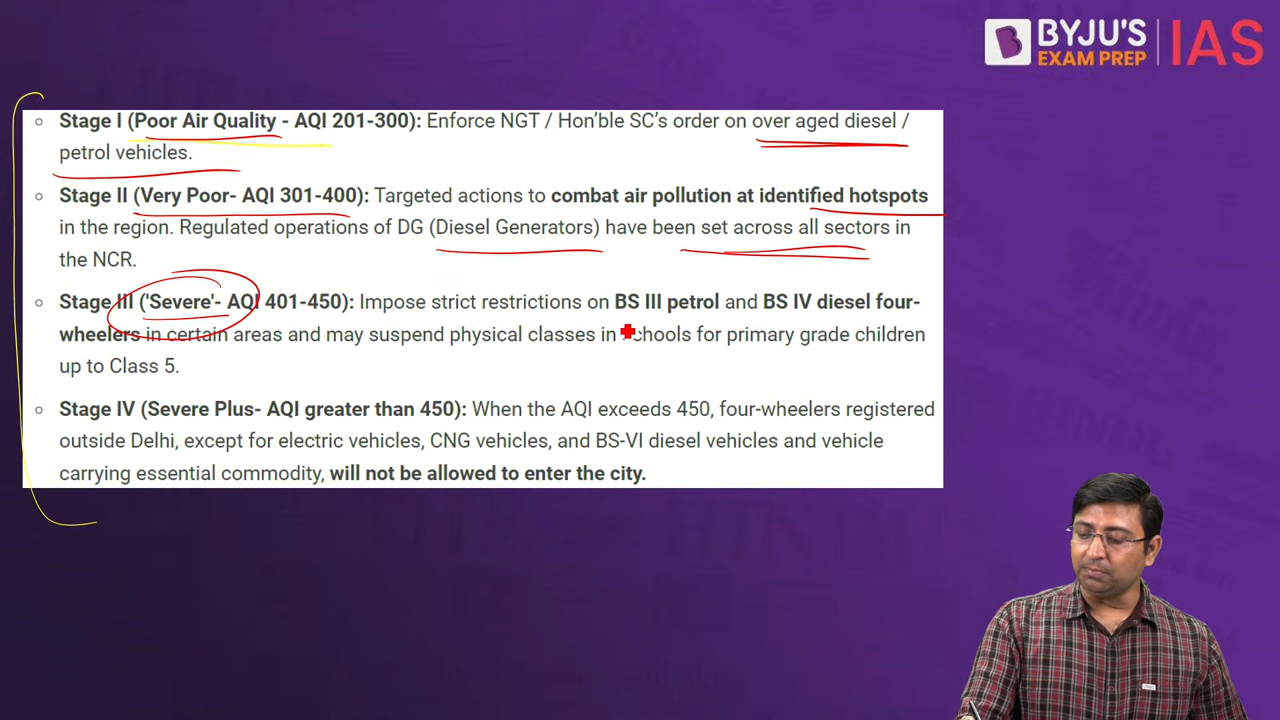 BYJU'S
EXAM PREP
IAS
Stage I (Poor Air Quality - AQI 201-300): Enforce NGT / Hon'ble SC's order on over aged diesel /
petrol vehicles.
Stage II (Very Poor- AQI 301-400): Targeted actions to combat air pollution at identified hotspots
in the region. Regulated operations of DG (Diesel Generators) have been set across all sectors in
the NCR.
Stage III ('Severe'- AQI 401-450): Impose strict restrictions on BS III petrol and BS IV diesel four-
wheelers in certain areas and may suspend physical classes in schools for primary grade children
up to Class 5.
Stage IV (Severe Plus- AQI greater than 450): When the AQI exceeds 450, four-wheelers registered
outside Delhi, except for electric vehicles, CNG vehicles, and BS-VI diesel vehicles and vehicle
carrying essential commodity, will not be allowed to enter the city.